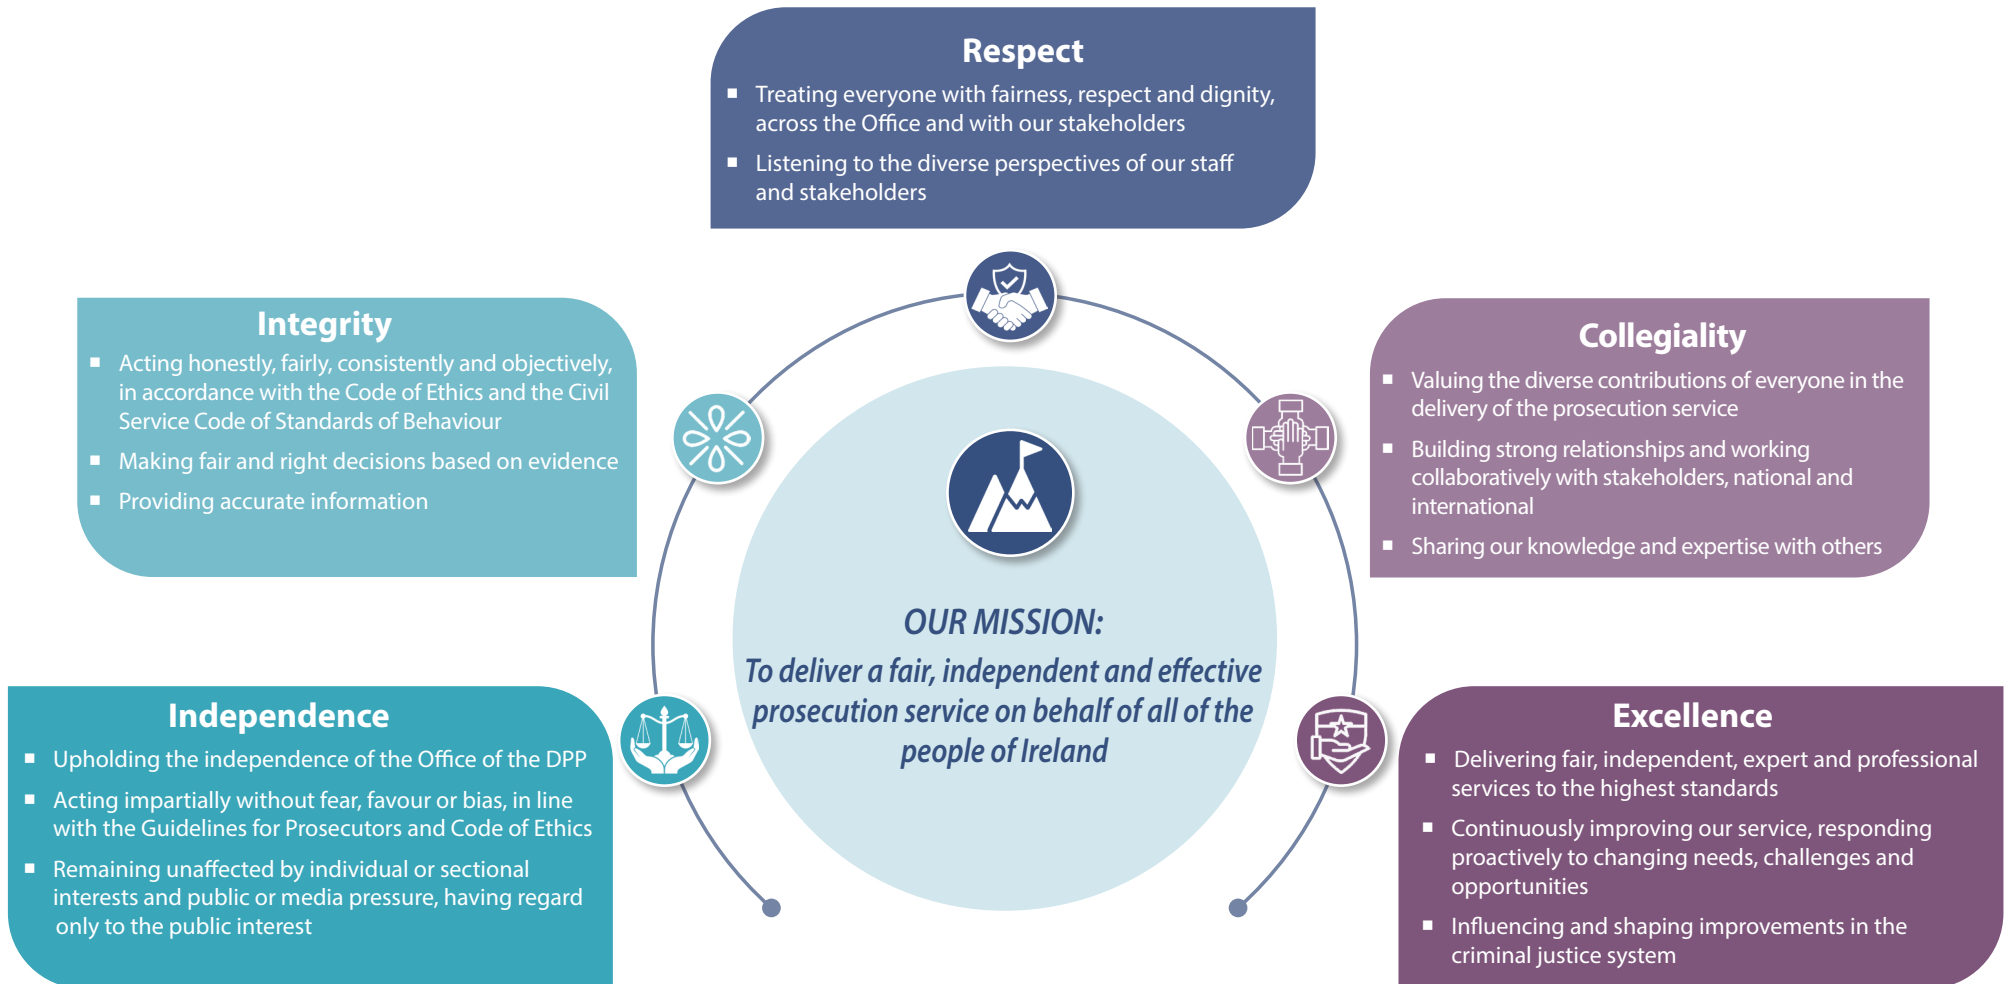 Respect
Treating everyone with fairness, respect and dignity,
across the Office and with our stakeholders
Listening to the diverse perspectives of our staff
and stakeholders
Integrity
Acting honestly, fairly, consistently and objectively,
in accordance with the Code of Ethics and the Civil
Service Code of Standards of Behaviour
Making fair and right decisions based on evidence
Providing accurate information
Collegiality
Valuing the diverse contributions of everyone in the
delivery of the prosecution service
Building strong relationships and working
collaboratively with stakeholders, national and
international
Sharing our knowledge and expertise with others
OUR MISSION:
To deliver a fair, independent and effective
prosecution service on behalf of all of the
people of Ireland
Independence
Upholding the independence of the Office of the DPP
Acting impartially without fear, favour or bias, in line
with the Guidelines for Prosecutors and Code of Ethics
Remaining unaffected by individual or sectional
interests and public or media pressure, having regard
only to the public interest
Excellence
Delivering fair, independent, expert and professional
services to the highest standards
Continuously improving our service, responding
proactively to changing needs, challenges and
opportunities
Influencing and shaping improvements in the
criminal justice system